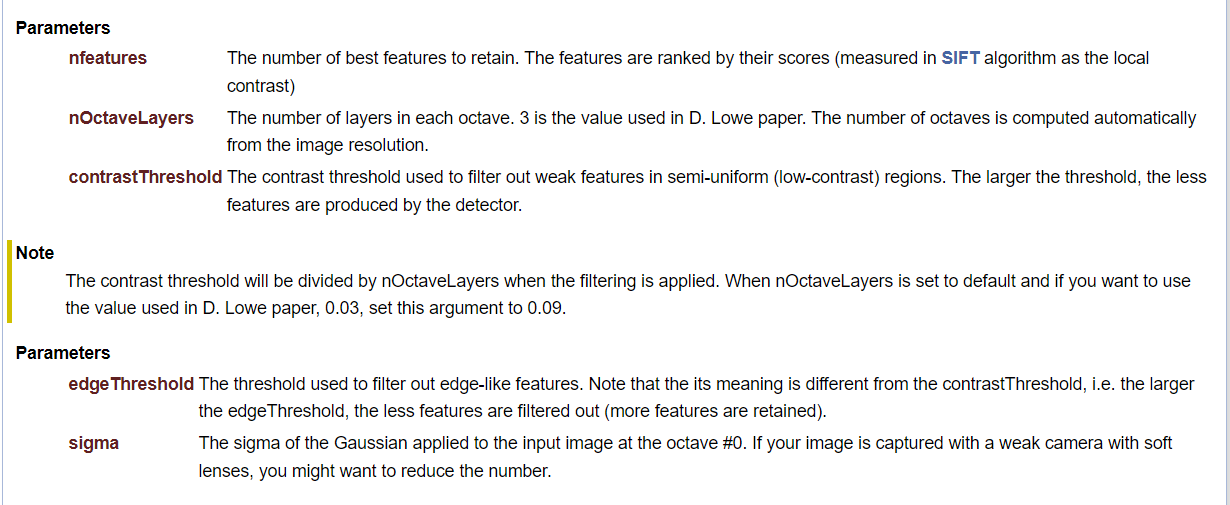 Parameters
nfeatures The number of best features to retain. The features are ranked by their scores (measured in SIFT algorithm as the local
contrast)
nOctaveLayers The number of layers in each octave. 3 is the value used in D. Lowe paper. The number of octaves is computed automatically
from the image resolution.
contrastThreshold The contrast threshold used to filter out weak features in semi-uniform (low-contrast) regions. The larger the threshold, the less
features are produced by the detector.
Note
The contrast threshold will be divided by nOctaveLayers when the filtering is applied. When nOctaveLayers is set to default and if you want to use
the value used in D. Lowe paper, 0.03, set this argument to 0.09.
Parameters
edgeThreshold The threshold used to filter out edge-like features. Note that the its meaning is different from the contrastThreshold, i.e. the larger
the edgeThreshold, the less features are filtered out (more features are retained).
sigma The sigma of the Gaussian applied to the input image at the octave #0. If your image is captured with a weak camera with soft
lenses, you might want to reduce the number.